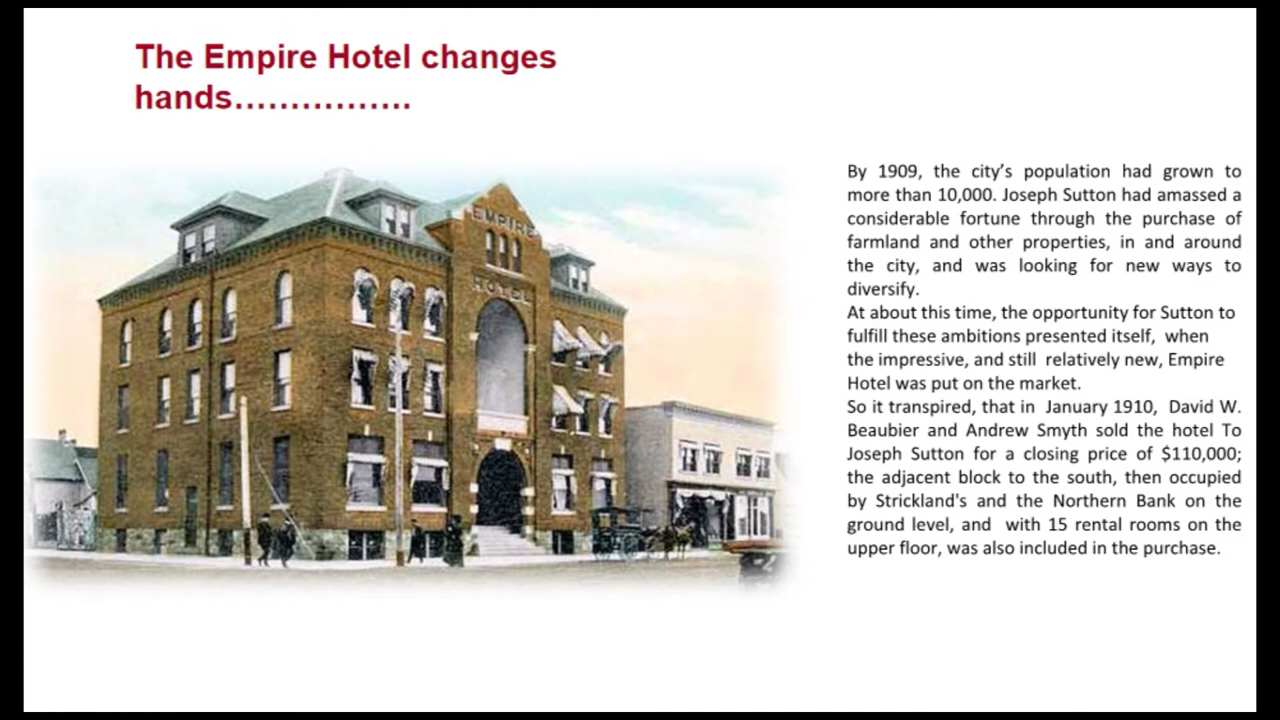 The Empire Hotel changes
hands................
EMPIRE
HOTEL
By 1909, the city's population had grown to
more than 10,000. Joseph Sutton had amassed a
considerable fortune through the purchase of
farmland and other properties, in and around
the city, and was looking for new ways to
diversify.
At about this time, the opportunity for Sutton to
fulfill these ambitions presented itself, when
the impressive, and still relatively new, Empire
Hotel was put on the market.
So it transpired, that in January 1910, David W.
Beaubier and Andrew Smyth sold the hotel To
Joseph Sutton for a closing price of $110,000;
the adjacent block to the south, then occupied
by Strickland's and the Northern Bank on the
ground level, and with 15 rental rooms on the
upper floor, was also included in the purchase.